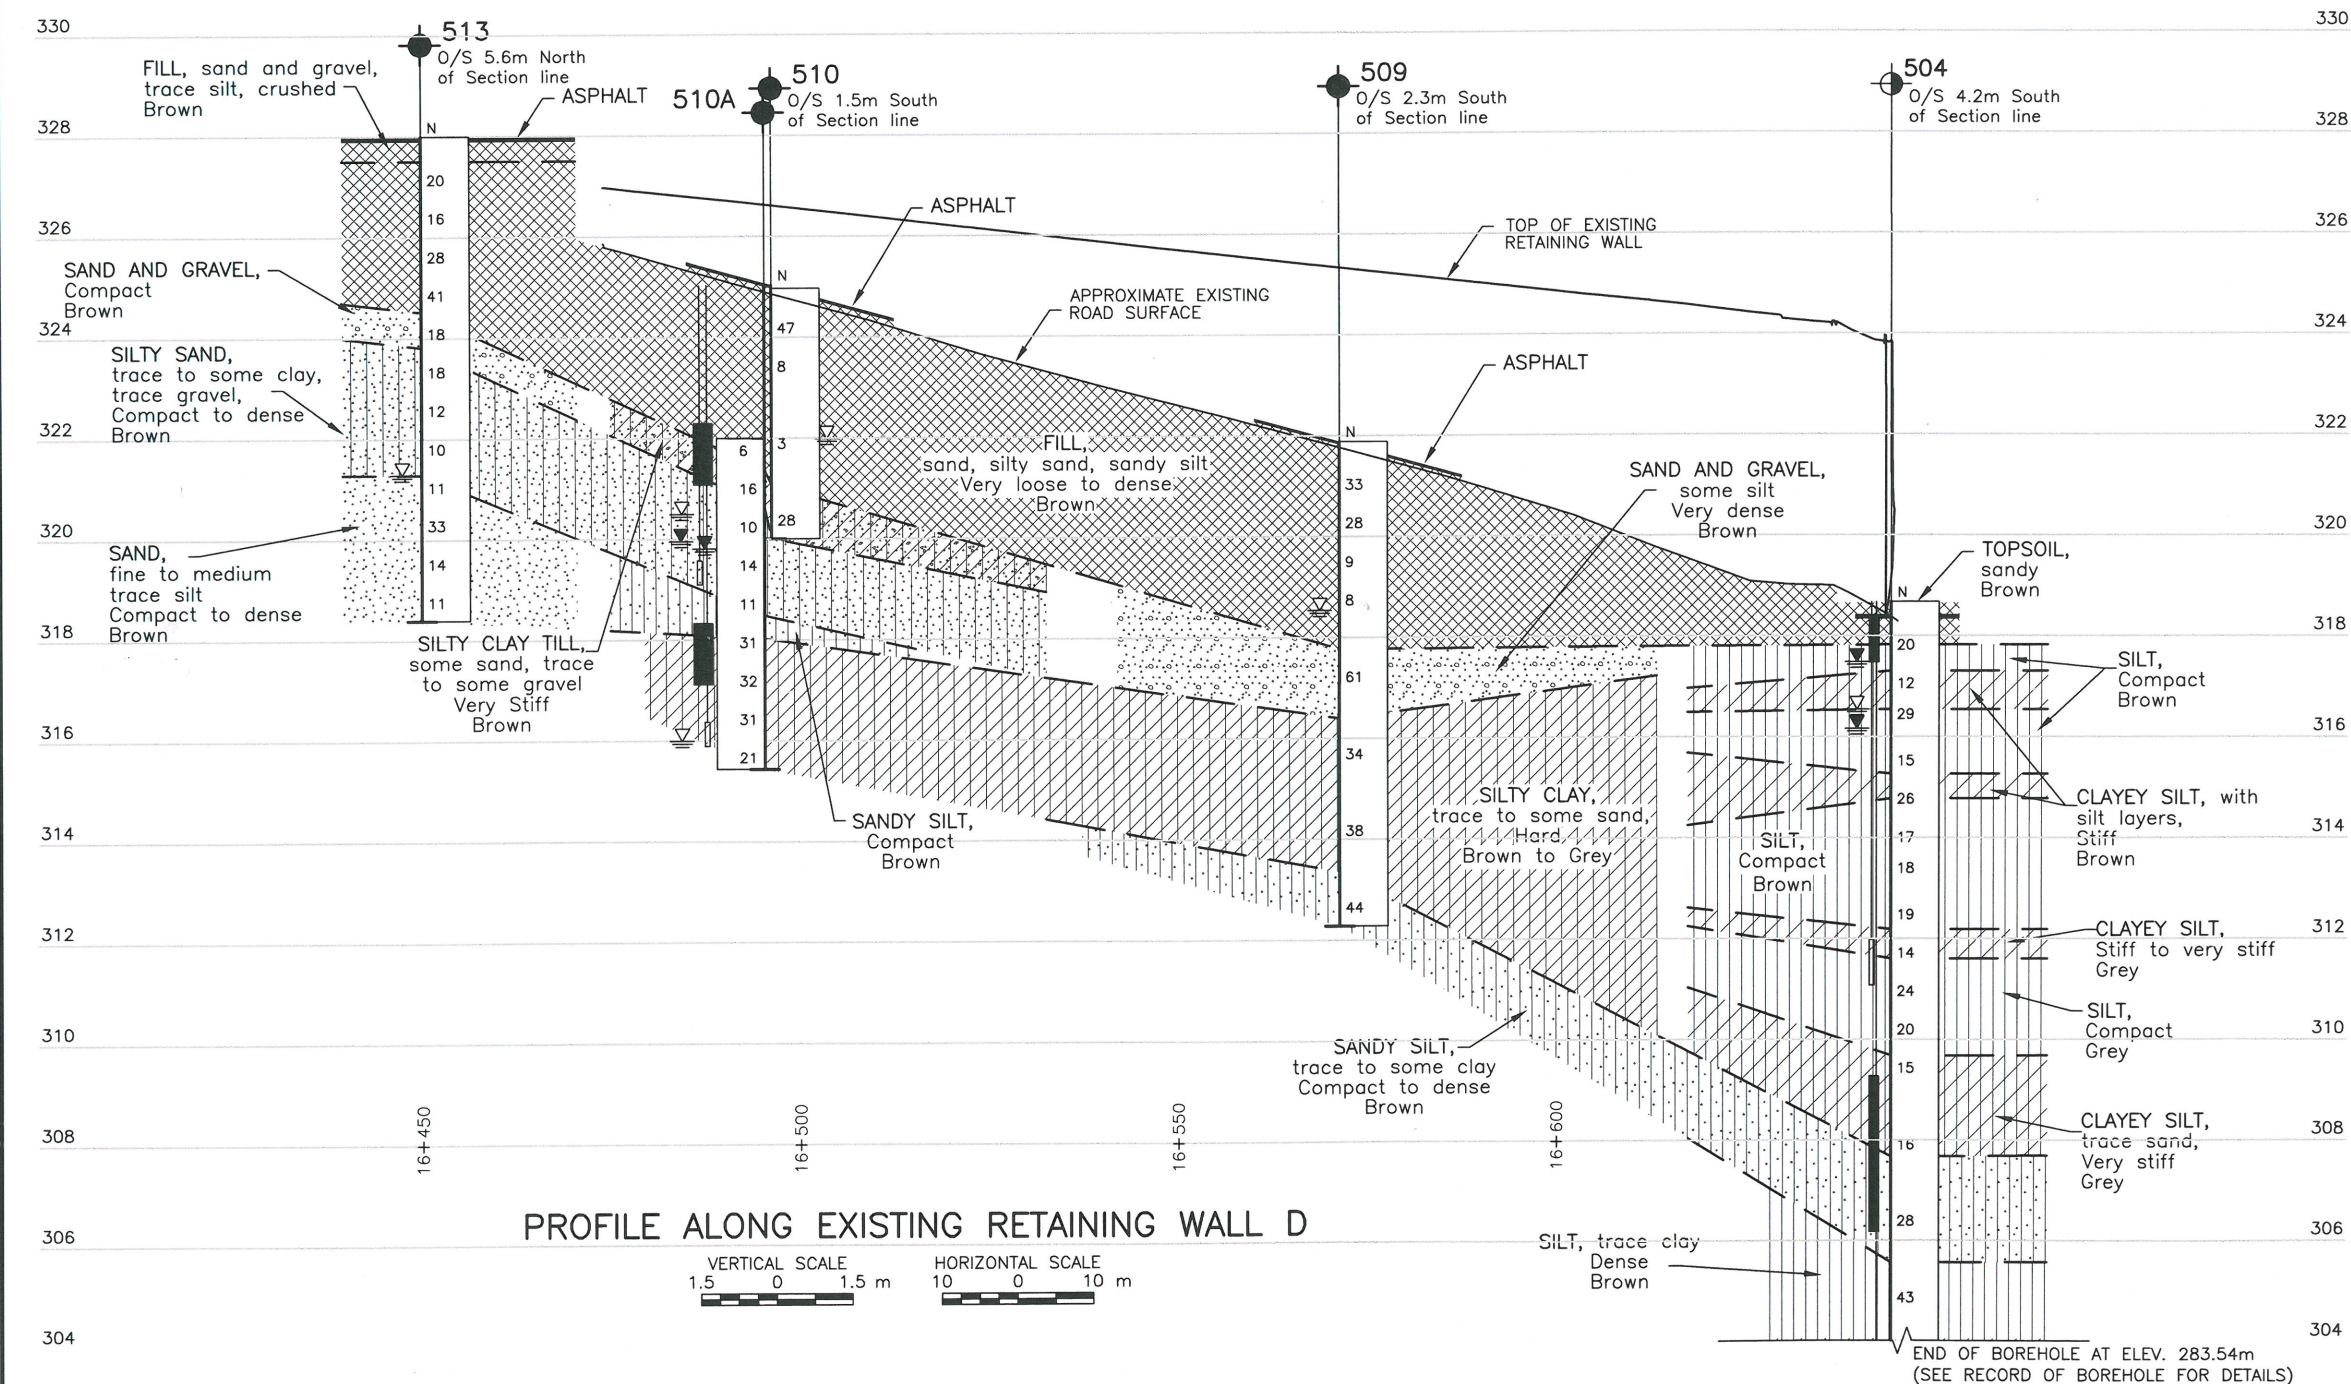 330
330
513
O/S 5.6m North
of Section line
FILL, sand and gravel,
trace silt, crushed
Brown
ASPHALT
510
510A
O/S 1.5m South
of Section line
509
O/S 2.3m South
of Section line
504
O/S 4.2m South
of Section line
328
328
N
20
16
28
41
18
18
12
10
11
33
14
11
326
326
ASPHALT
TOP OF EXISTING
RETAINING WALL
SAND AND GRAVEL,
Compact
Brown
N
47
8
3
28
APPROXIMATE EXISTING
ROAD SURFACE
324
324
SILTY SAND,
trace to some clay,
trace gravel,
Compact to dense
Brown
ASPHALT
322
322
6
16
10
14
11
31
32
31
21
FILL,
sand, silty sand, sandy silt
Very loose to dense
Brown
N
33
28
9
8
61
34
38
44
SAND AND GRAVEL,
some silt
Very dense
Brown
320
320
SAND,
fine to medium
trace silt
Compact to dense
Brown
TOPSOIL,
sandy
Brown
N
20
12
29
15
26
17
18
19
14
24
20
15
16
28
43
318
318
SILTY CLAY TILL,
some sand, trace
to some gravel
Very Stiff
Brown
SILT,
Compact
Brown
316
316
SANDY SILT,
Compact
Brown
SILTY CLAY,
trace to some sand,
Hard
Brown to Grey
SILT,
Compact
Brown
CLAYEY SILT, with
silt layers,
Stiff
Brown
314
314
312
312
CLAYEY SILT,
Stiff to very stiff
Grey
SILT,
Compact
Grey
310
310
SANDY SILT,
trace to some clay
Compact to dense
Brown
308
308
16+450
16+500
16+550
16+600
CLAYEY SILT,
trace sand,
Very stiff
Grey
PROFILE ALONG EXISTING RETAINING WALL D
306
306
VERTICAL SCALE
1.5 0 1.5 m
HORIZONTAL SCALE
10 0 10 m
SILT, trace clay
Dense
Brown
304
304
END OF BOREHOLE AT ELEV. 283.54m
(SEE RECORD OF BOREHOLE FOR DETAILS)